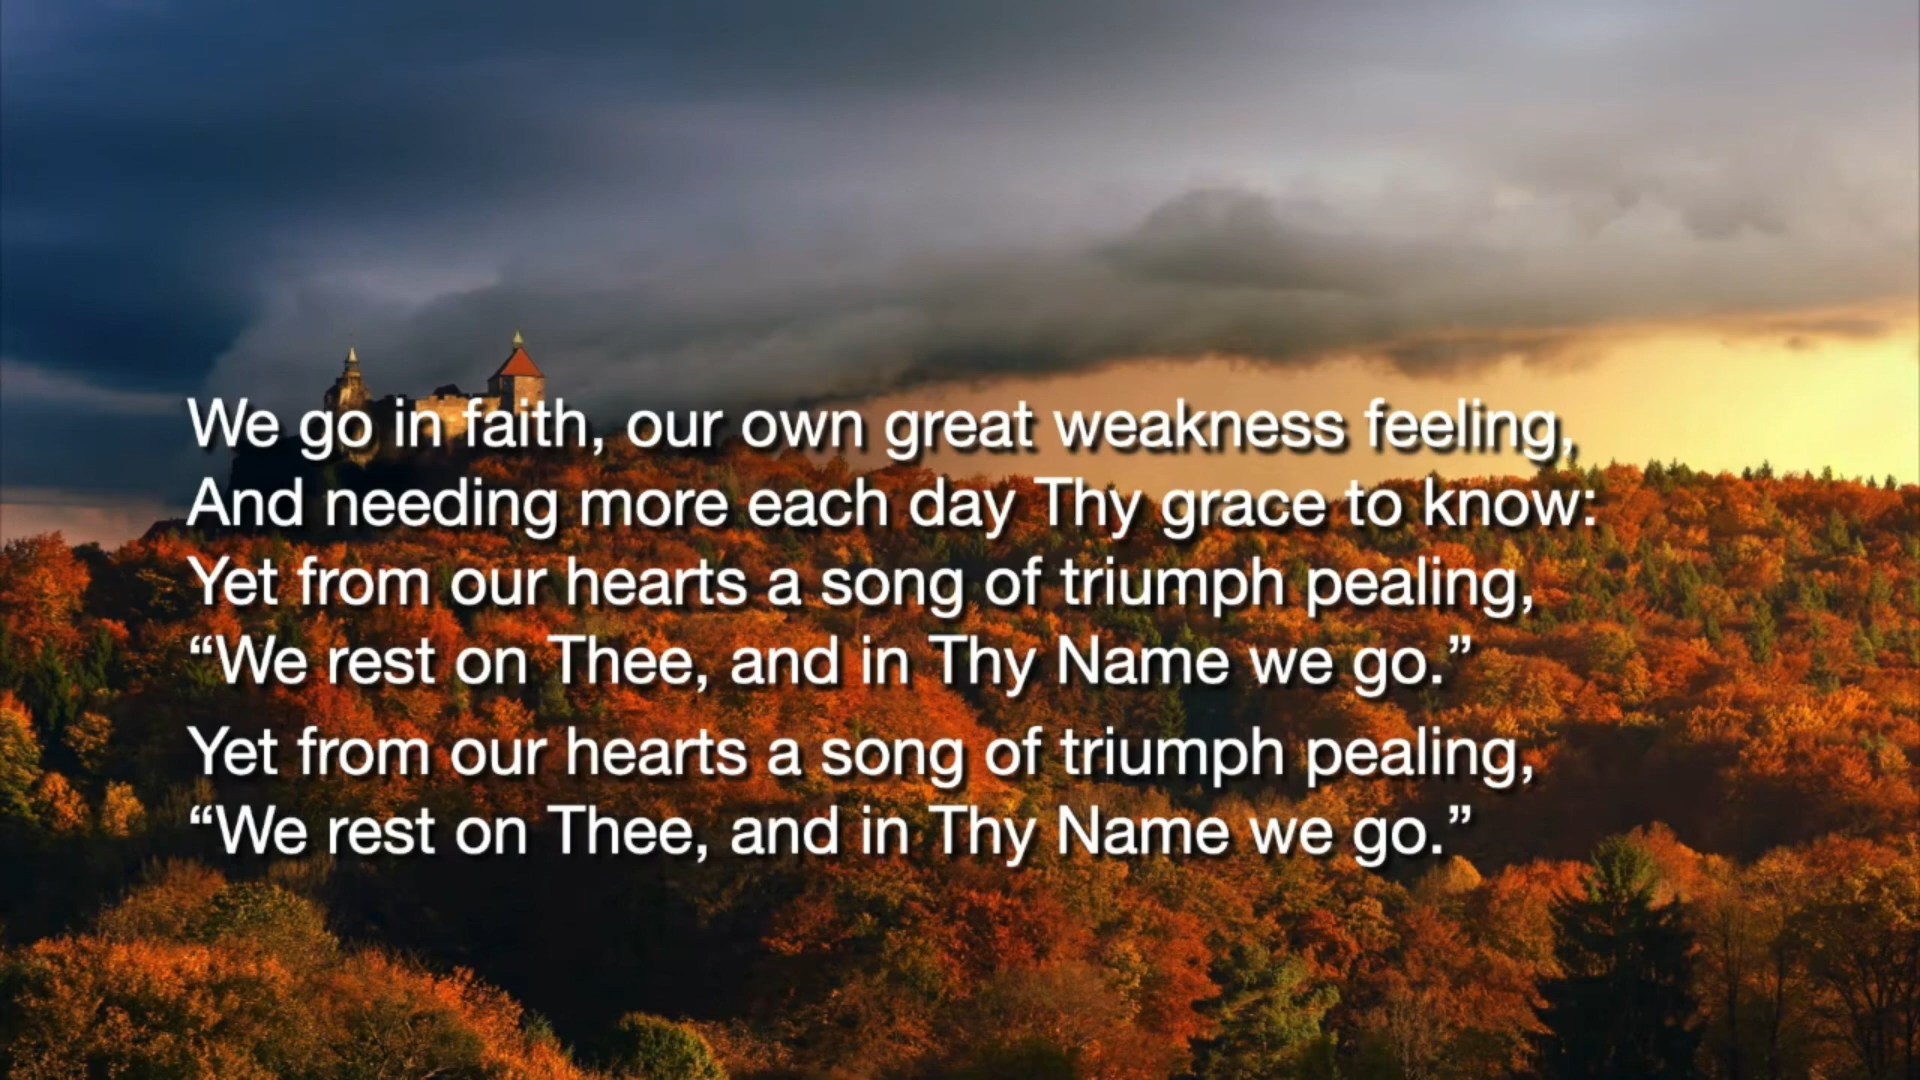 We go in faith, our own great weakness feeling,
And needing more each day Thy grace to know:
Yet from our hearts a song of triumph pealing,
“We rest on Thee, and in Thy Name we go.”
Yet from our hearts a song of triumph pealing,
“We rest on Thee, and in Thy Name we go.”